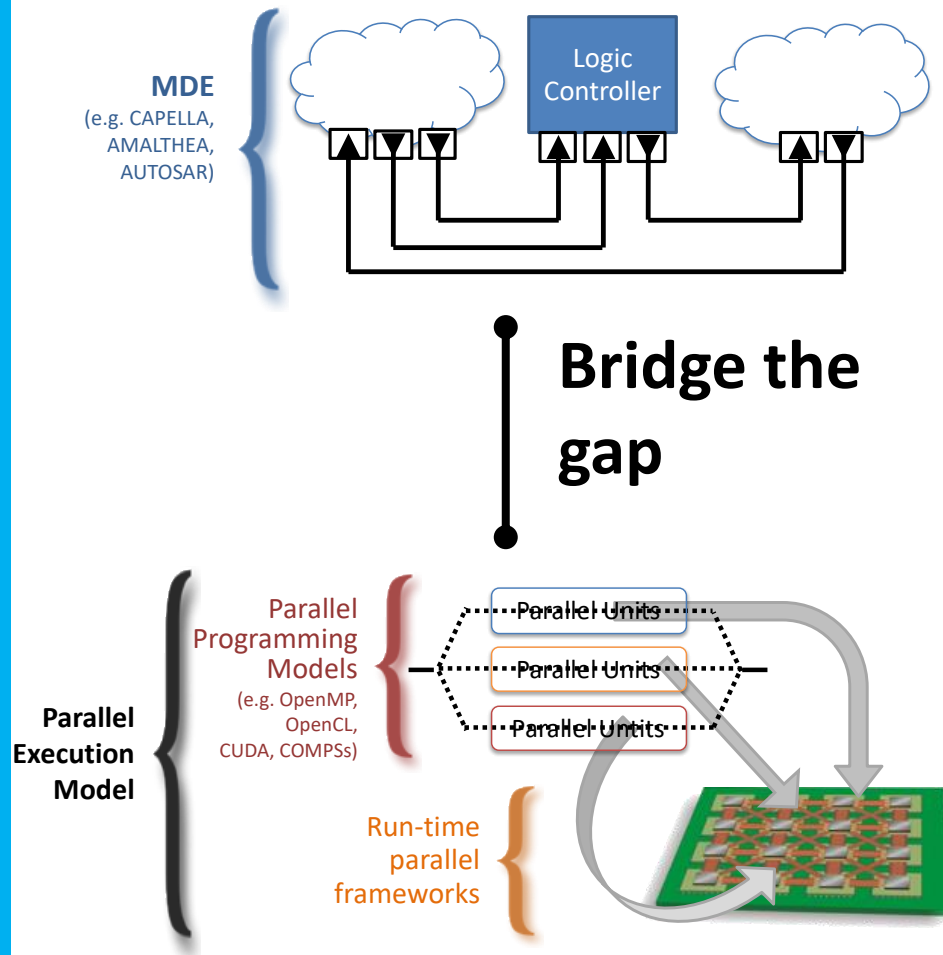 MDE
(e.g. CAPELLA,
AMALTHEA,
AUTOSAR)
Logic
Controller
Bridge the
gap
Parallel
Execution
Model
Parallel
Programming
Models
(e.g. OpenMP,
OpenCL,
CUDA, COMPSs)
Parallel Units
Parallel Units
Parallel Untits
Run-time
parallel
frameworks